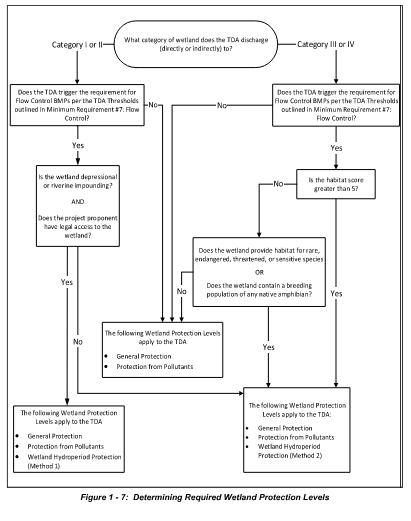 What category of wetland does the TDA discharge
(directly or indirectly) to?
Category I or II
Category III or IV
Does the TDA trigger the requirement for
Flow Control BMPs per the TDA Thresholds
outlined in Minimum Requirement #7: Flow
Control?
No
No
Does the TDA trigger the requirement for
Flow Control BMPs per the TDA Thresholds
outlined in Minimum Requirement #7: Flow
Control?
Yes
Yes
Is the wetland depressional
or riverine impounding?
AND
Does the project proponent
have legal access to the
wetland?
No
Is the habitat score
greater than 5?
Does the wetland provide habitat for rare,
endangered, threatened, or sensitive species
OR
Does the wetland contain a breeding
population of any native amphibian?
Yes
No
Yes
No
Yes
The following Wetland Protection Levels
apply to the TDA
• General Protection
• Protection from Pollutants
The following Wetland Protection
Levels apply to the TDA
• General Protection
• Protection from Pollutants
• Wetland Hydroperiod Protection
(Method 1)
The following Wetland Protection
Levels apply to the TDA:
• General Protection
• Protection from Pollutants
• Wetland Hydroperiod
Protection (Method 2)
Figure 1 - 7: Determining Required Wetland Protection Levels